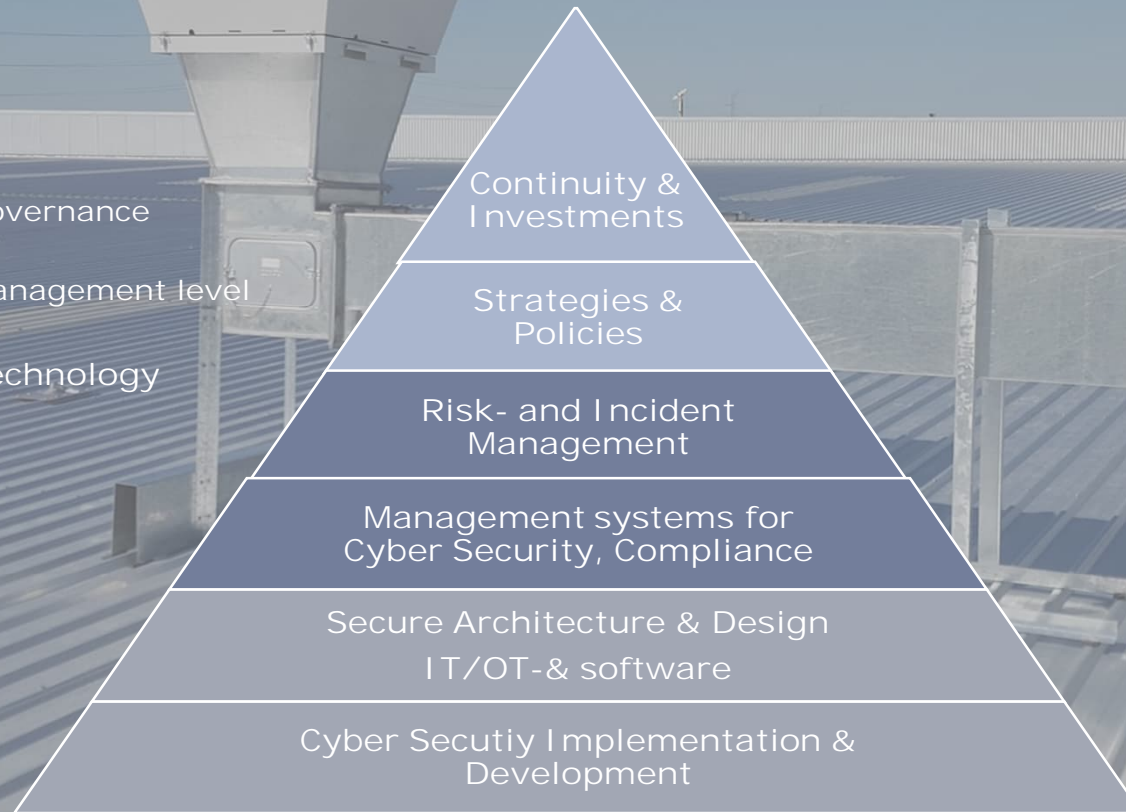 overnance
anagement level
echnology
Continuity &
Investments
Strategies &
Policies
Risk- and Incident
Management
Management systems for
Cyber Security, Compliance
Secure Architecture & Design
IT/OT-& software
Cyber Secutiy Implementation &
Development